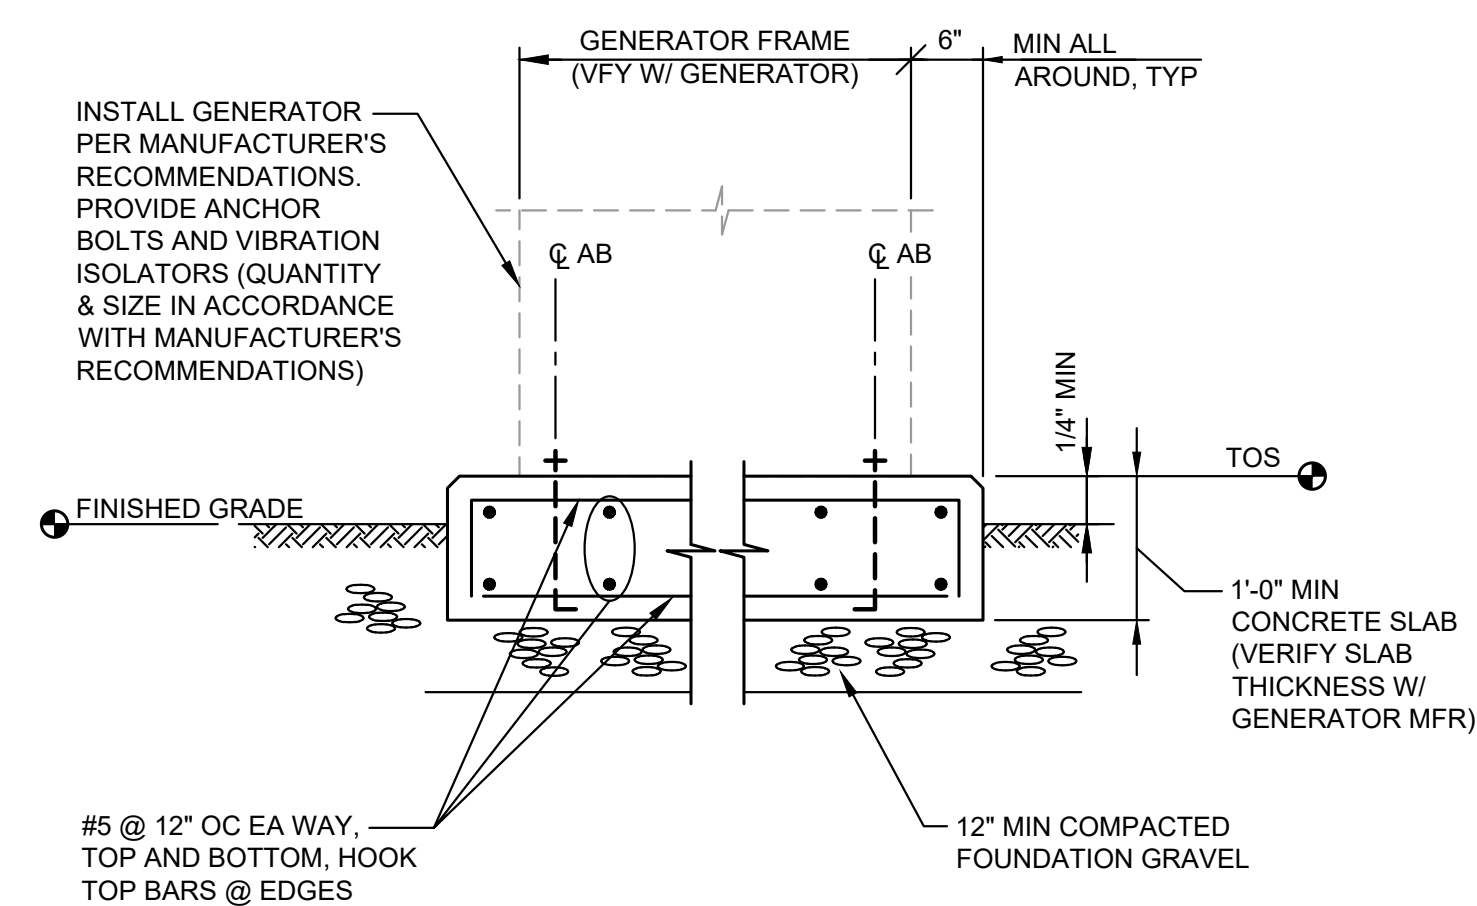 GENERATOR FRAME
(VFY W/ GENERATOR)
6"
MIN ALL
AROUND, TYP
INSTALL GENERATOR
PER MANUFACTURER'S
RECOMMENDATIONS.
PROVIDE ANCHOR
BOLTS AND VIBRATION
ISOLATORS (QUANTITY
& SIZE IN ACCORDANCE
WITH MANUFACTURER'S
RECOMMENDATIONS)
℄ AB
℄ AB
1/4" MIN
TOS
FINISHED GRADE
1'-0" MIN
CONCRETE SLAB
(VERIFY SLAB
THICKNESS W/
GENERATOR MFR)
#5 @ 12" OC EA WAY,
TOP AND BOTTOM, HOOK
TOP BARS @ EDGES
12" MIN COMPACTED
FOUNDATION GRAVEL